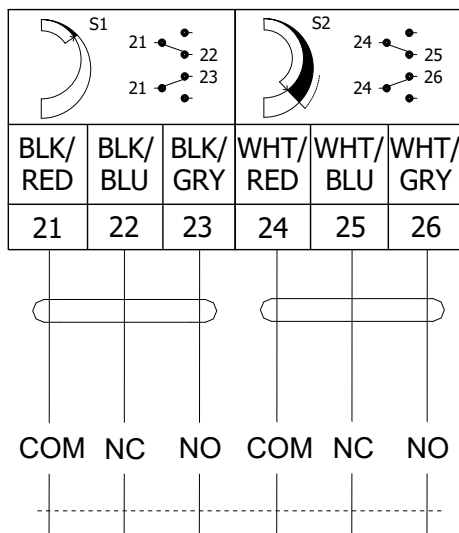 S1 S2
21 22 24 25
21 23 24 26
BLK/ BLK/ BLK/ WHT/ WHT/ WHT/
RED BLU GRY RED BLU GRY
21 22 23 24 25 26
COM NC NO COM NC NO